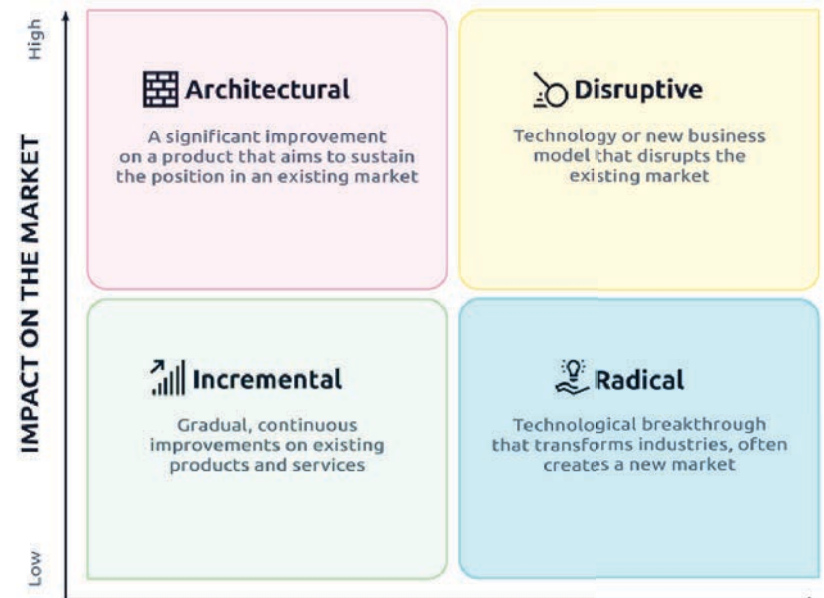 High
IMPACT ON THE MARKET
Low
Architectural
A significant improvement
on a product that aims to sustain
the position in an existing market
Disruptive
Technology or new business
model that disrupts the
existing market
Incremental
Gradual, continuous
improvements on existing
products and services
Radical
Technological breakthrough
that transforms industries, often
creates a new market